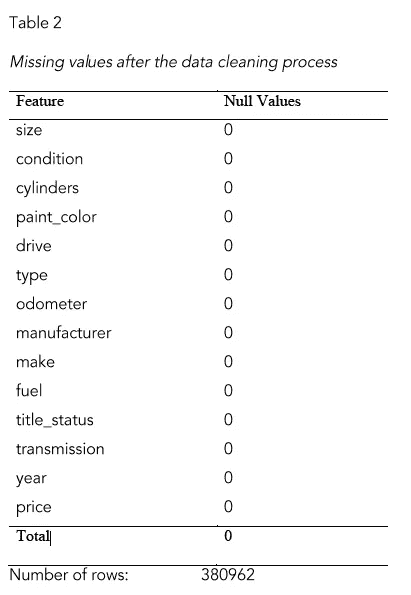 Table 2
Missing values after the data cleaning process
Feature Null Values
size 0
condition 0
cylinders 0
paint_color 0
drive 0
type 0
odometer 0
manufacturer 0
make 0
fuel 0
title_status 0
transmission 0
year 0
price 0
Total 0
Number of rows: 380962